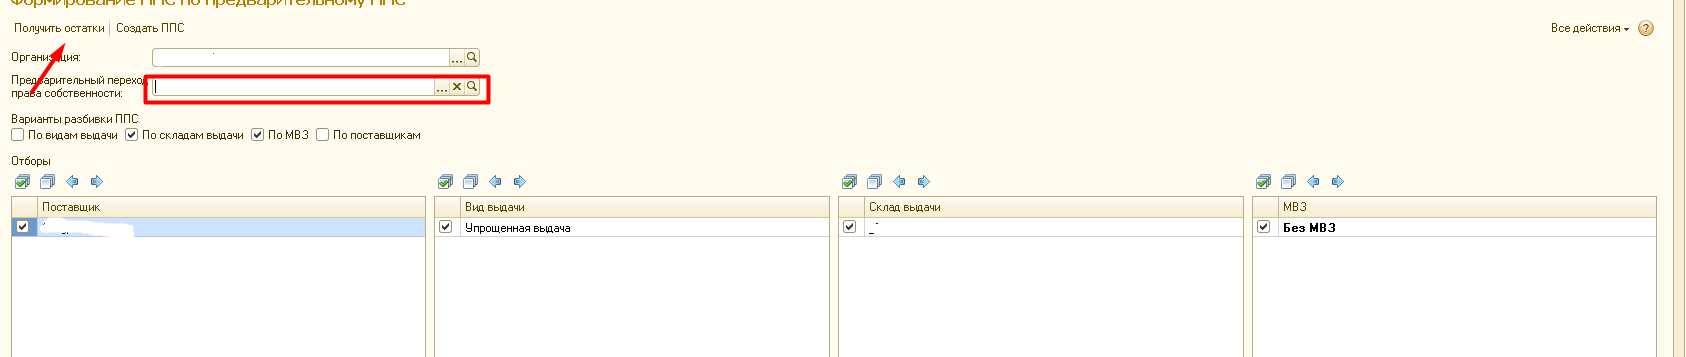 Формирование ППС по предварительному ППС
Получить остатки Создать ППС Все действия
Организация:
Предварительный переход
права собственности:
Варианты разбивки ППС
По видам выдачи По складам выдачи По МВЗ По поставщикам
Отборы
Поставщик Вид выдачи Склад выдачи МВЗ
Упрощенная выдача Без МВЗ